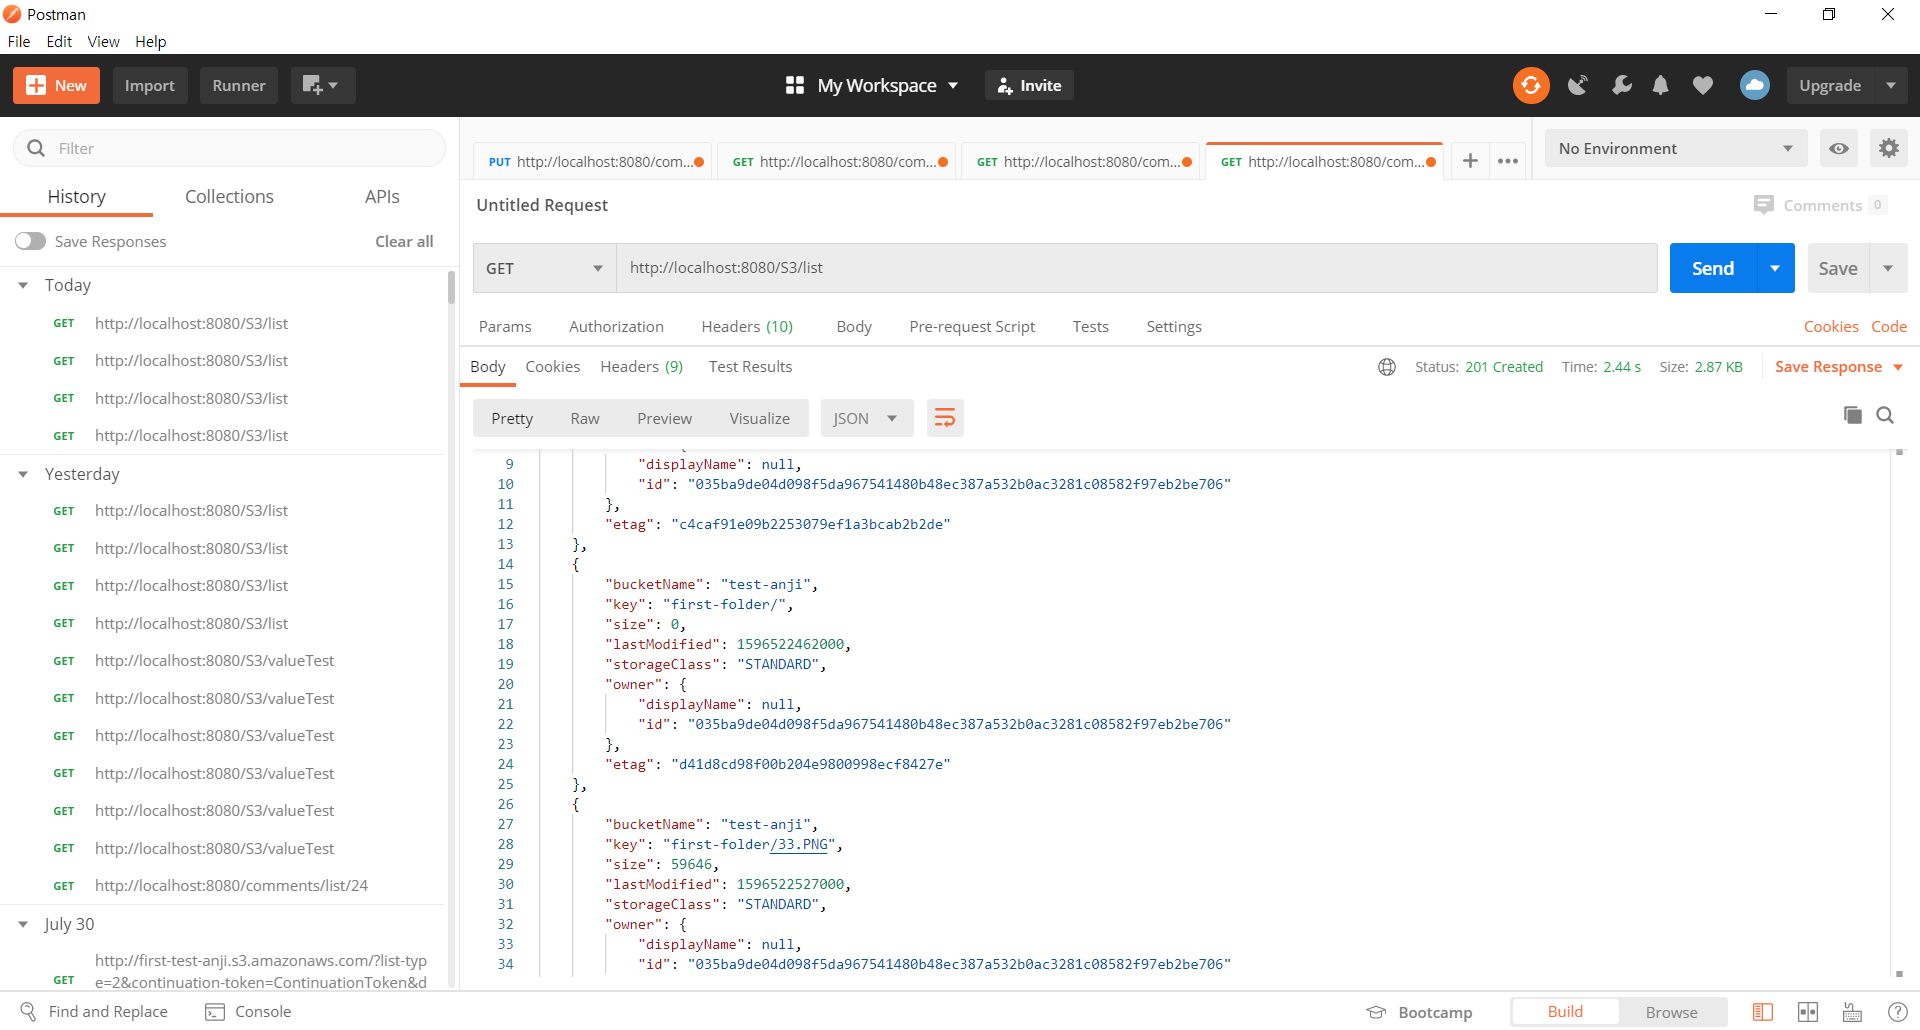 Postman
File Edit View Help
New Import Runner My Workspace Invite Upgrade
Filter
History Collections APIs
Save Responses Clear all
Today
GET http://localhost:8080/S3/list
GET http://localhost:8080/S3/list
GET http://localhost:8080/S3/list
GET http://localhost:8080/S3/list
Yesterday
GET http://localhost:8080/S3/list
GET http://localhost:8080/S3/list
GET http://localhost:8080/S3/list
GET http://localhost:8080/S3/list
GET http://localhost:8080/S3/valueTest
GET http://localhost:8080/S3/valueTest
GET http://localhost:8080/S3/valueTest
GET http://localhost:8080/S3/valueTest
GET http://localhost:8080/S3/valueTest
GET http://localhost:8080/S3/valueTest
GET http://localhost:8080/comments/list/24
July 30
http://first-test-anji.s3.amazonaws.com/?list-typ
GET e=2&continuation-token=ContinuationToken&d
PUT http://localhost:8080/com... GET http://localhost:8080/com... GET http://localhost:8080/com... GET http://localhost:8080/com... No Environment
Untitled Request Comments 0
GET http://localhost:8080/S3/list Send Save
Params Authorization Headers (10) Body Pre-request Script Tests Settings Cookies Code
Body Cookies Headers (9) Test Results Status: 201 Created Time: 2.44 s Size: 2.87 KB Save Response
Pretty Raw Preview Visualize JSON
9 "displayName": null,
10 "id": "035ba9de04d098f5da967541480b48ec387a532b0ac3281c08582f97eb2be706"
11 },
12 "etag": "c4caf91e09b2253079ef1a3bcab2b2de"
13 },
14 {
15 "bucketName": "test-anji",
16 "key": "first-folder/",
17 "size": 0,
18 "lastModified": 1596522462000,
19 "storageClass": "STANDARD",
20 "owner": {
21 "displayName": null,
22 "id": "035ba9de04d098f5da967541480b48ec387a532b0ac3281c08582f97eb2be706"
23 },
24 "etag": "d41d8cd98f00b204e9800998ecf8427e"
25 },
26 {
27 "bucketName": "test-anji",
28 "key": "first-folder/33.PNG",
29 "size": 59646,
30 "lastModified": 1596522527000,
31 "storageClass": "STANDARD",
32 "owner": {
33 "displayName": null,
34 "id": "035ba9de04d098f5da967541480b48ec387a532b0ac3281c08582f97eb2be706"
Find and Replace Console Bootcamp Build Browse